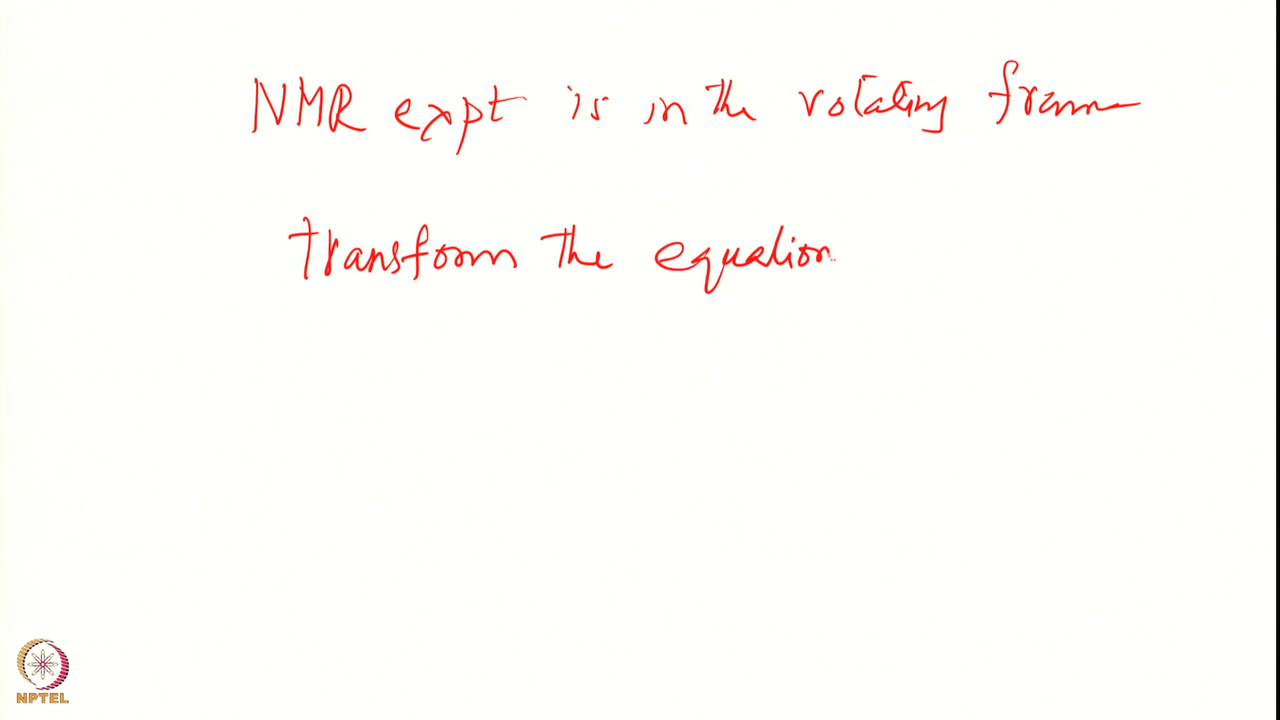 NMR expt is in the rotating frame
Transform the equation
NPTEL